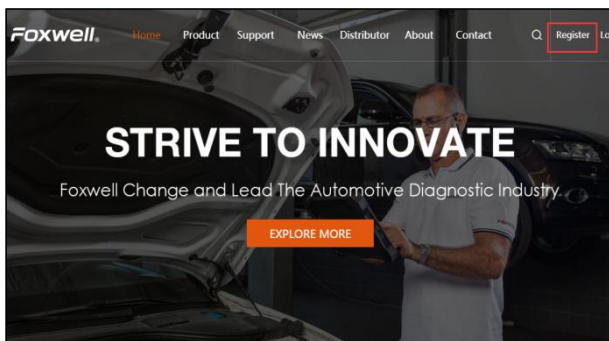 Foxwell®
Home Product Support News Distributor About Contact Register Lo
STRIVE TO INNOVATE
Foxwell Change and Lead The Automotive Diagnostic Industry
EXPLORE MORE